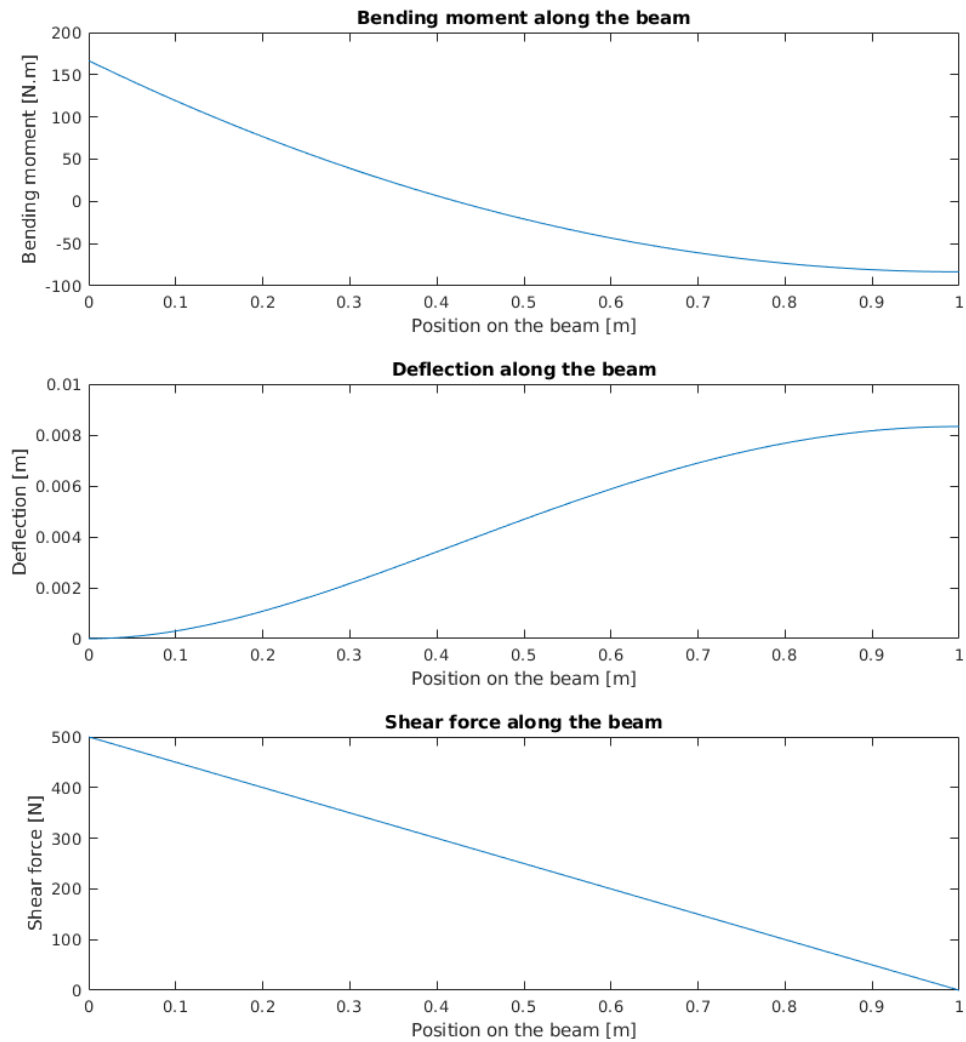 Bending moment along the beam
200
150
100
50
0
-50
-100
Bending moment [N.m]
0 0.1 0.2 0.3 0.4 0.5 0.6 0.7 0.8 0.9 1
Position on the beam [m]
Deflection along the beam
0.01
0.008
0.006
0.004
0.002
0
Deflection [m]
0 0.1 0.2 0.3 0.4 0.5 0.6 0.7 0.8 0.9 1
Position on the beam [m]
Shear force along the beam
500
400
300
200
100
0
Shear force [N]
0 0.1 0.2 0.3 0.4 0.5 0.6 0.7 0.8 0.9 1
Position on the beam [m]